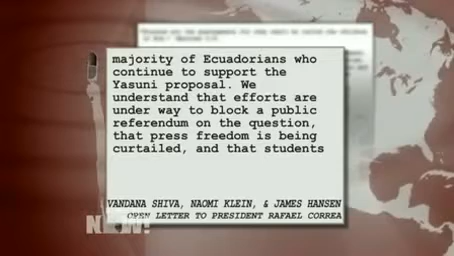 majority of Ecuadorians who
continue to support the
Yasuni proposal. We
understand that efforts are
under way to block a public
referendum on the question,
that press freedom is being
curtailed, and that students
VANDANA SHIVA, NAOMI KLEIN, & JAMES HANSEN
OPEN LETTER TO PRESIDENT RAFAEL CORREA
NOW!